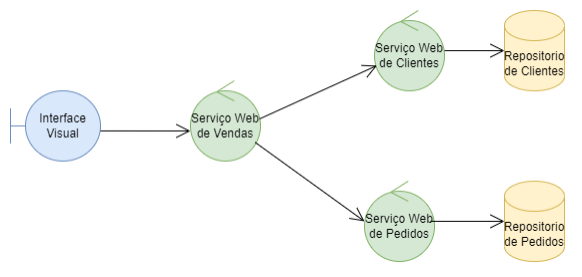 Interface
Visual
Serviço Web
de Vendas
Serviço Web
de Clientes
Repositorio
de Clientes
Serviço Web
de Pedidos
Repositorio
de Pedidos